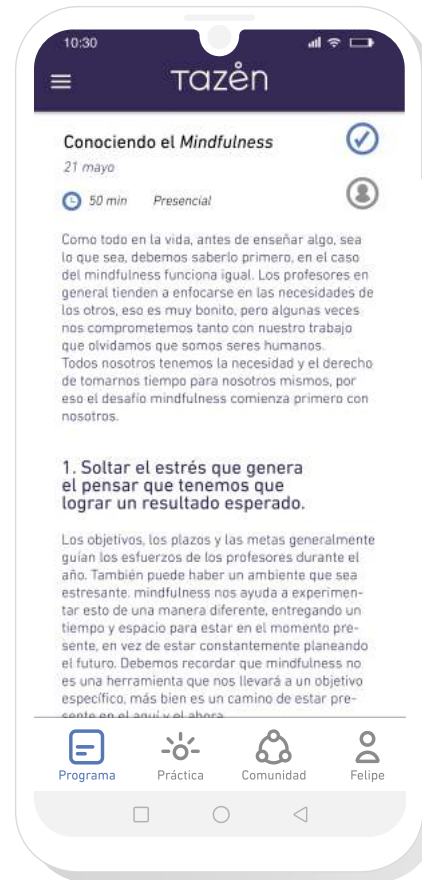 10:30
Tazên
Conociendo el Mindfulness
21 mayo
50 min Presencial
Como todo en la vida, antes de enseñar algo, sea
lo que sea, debemos saberlo primero, en el caso
del mindfulness funciona igual. Los profesores en
general tienden a enfocarse en las necesidades de
los otros, eso es muy bonito, pero algunas veces
nos comprometemos tanto con nuestro trabajo
que olvidamos que somos seres humanos.
Todos nosotros tenemos la necesidad y el derecho
de tomarnos tiempo para nosotros mismos, por
eso el desafío mindfulness comienza primero con
nosotros.
1. Soltar el estrés que genera
el pensar que tenemos que
lograr un resultado esperado.
Los objetivos, los plazos y las metas generalmente
guían los esfuerzos de los profesores durante el
año. También puede haber un ambiente que sea
estresante. mindfulness nos ayuda a experimen-
tar esto de una manera diferente, entregando un
tiempo y espacio para estar en el momento pre-
sente, en vez de estar constantemente planeando
el futuro. Debemos recordar que mindfulness no
es una herramienta que nos llevará a un objetivo
específico, más bien es un camino de estar pre-
sente en el aquí y el ahora
Programa Práctica Comunidad Felipe